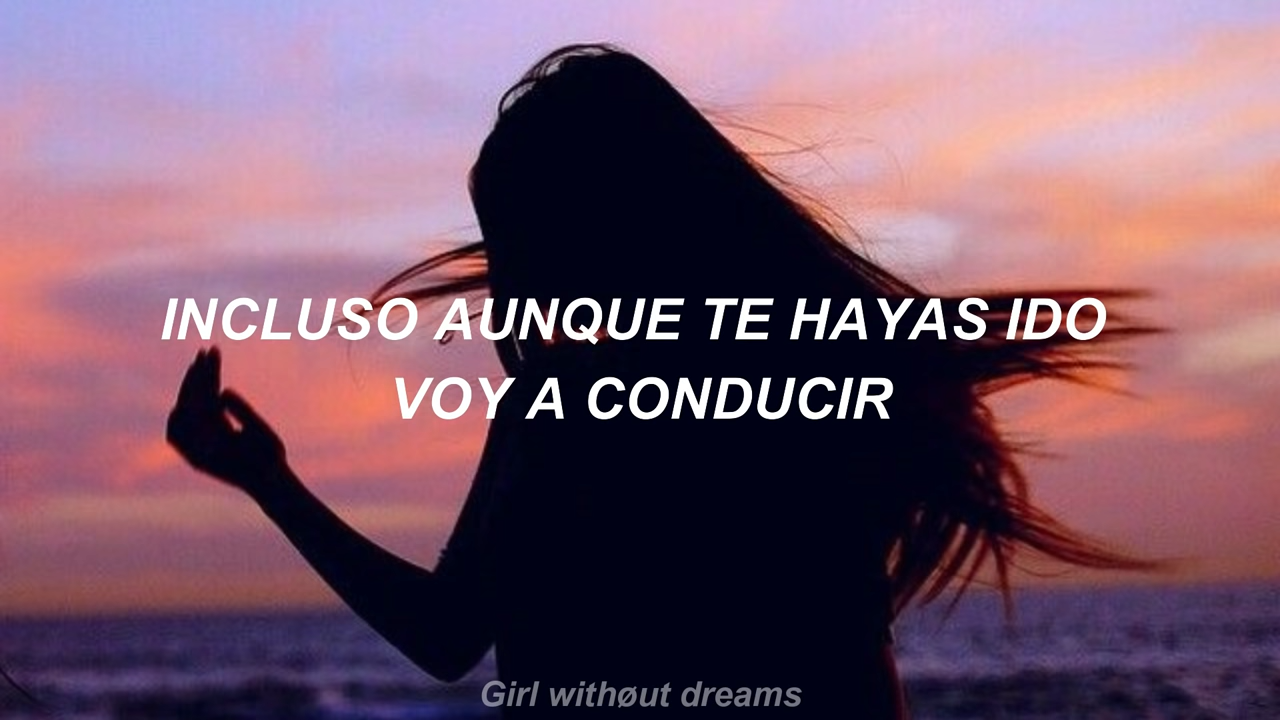 INCLUSO AUNQUE TE HAYAS IDO
VOY A CONDUCIR
Girl withøut dreams